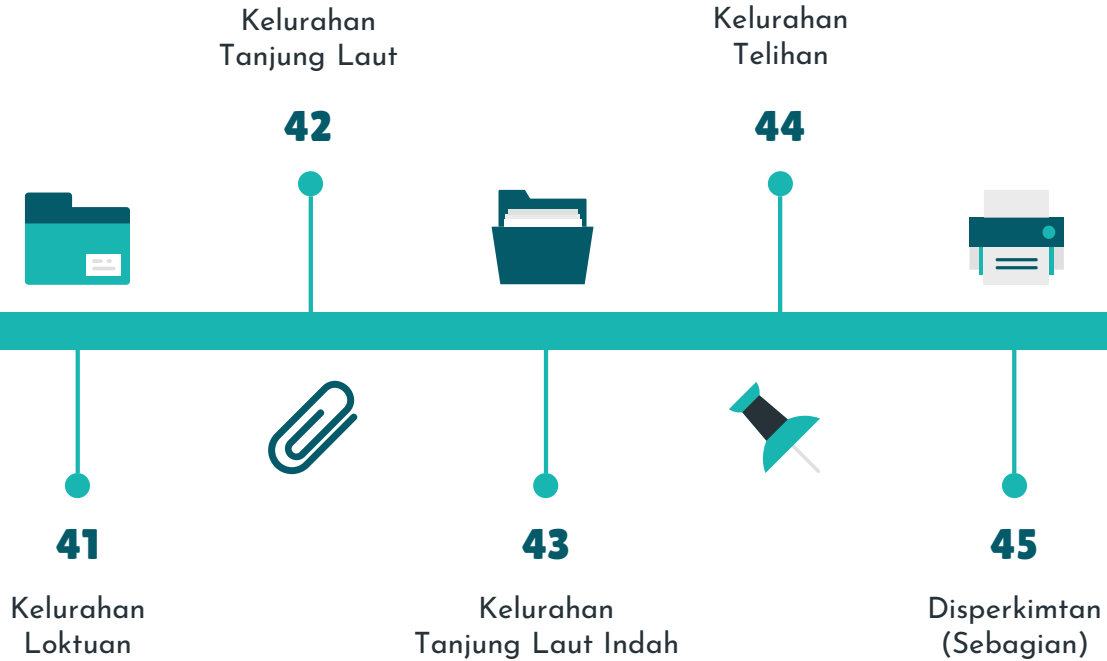 Kelurahan
Tanjung Laut
42
Kelurahan
Telihan
44
41
Kelurahan
Loktuan
43
Kelurahan
Tanjung Laut Indah
45
Disperkimtan
(Sebagian)